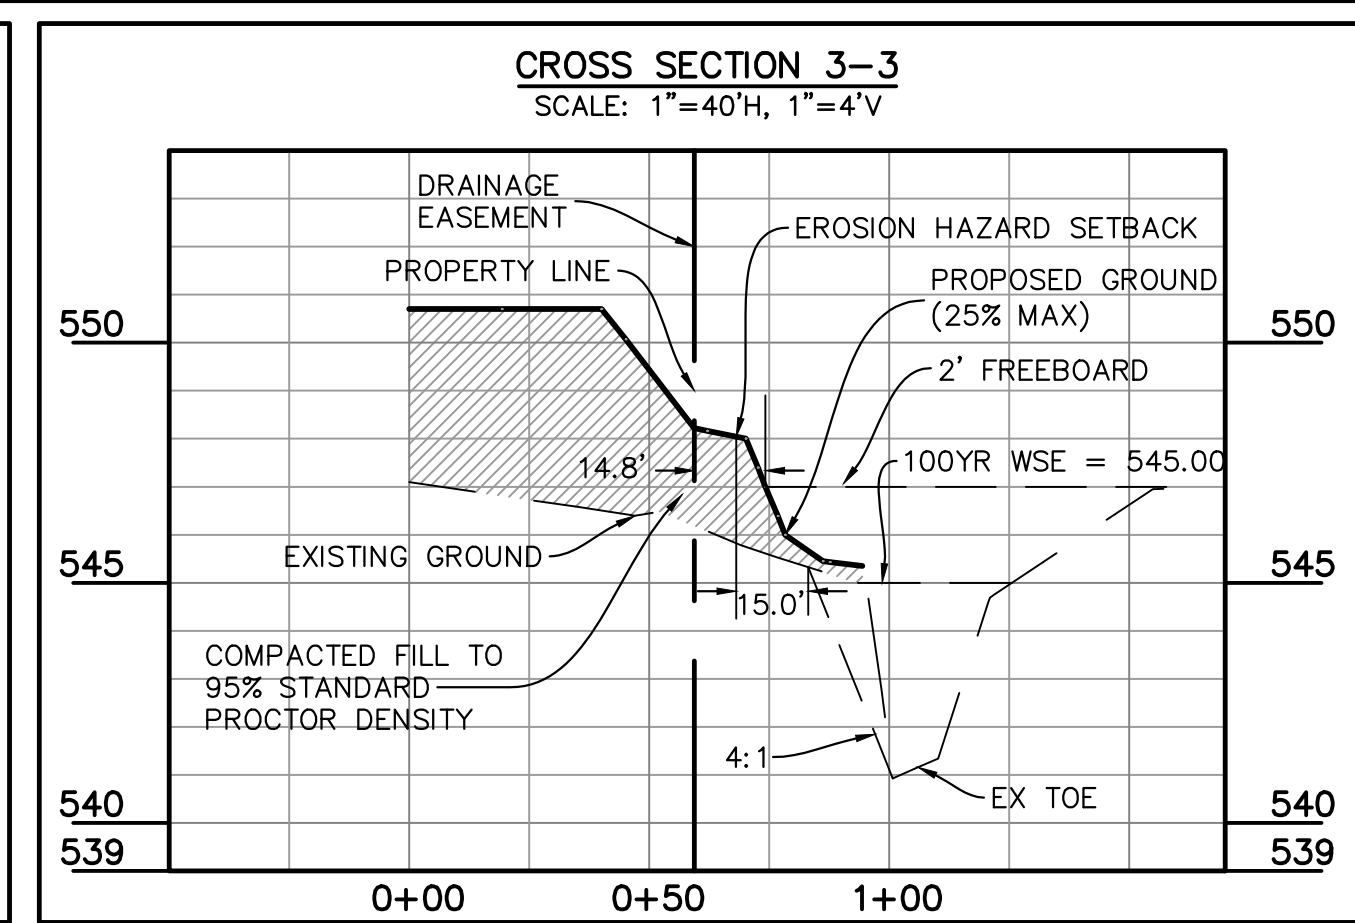 CROSS SECTION 3-3
SCALE: 1"=40'H, 1"=4'V
DRAINAGE
EASEMENT
EROSION HAZARD SETBACK
PROPERTY LINE
PROPOSED GROUND
(25% MAX)
550
550
2' FREEBOARD
14.8'
100YR WSE = 545.00
EXISTING GROUND
545
545
15.0'
COMPACTED FILL TO
95% STANDARD
PROCTOR DENSITY
4:1
EX TOE
540
540
539
539
0+00
0+50
1+00